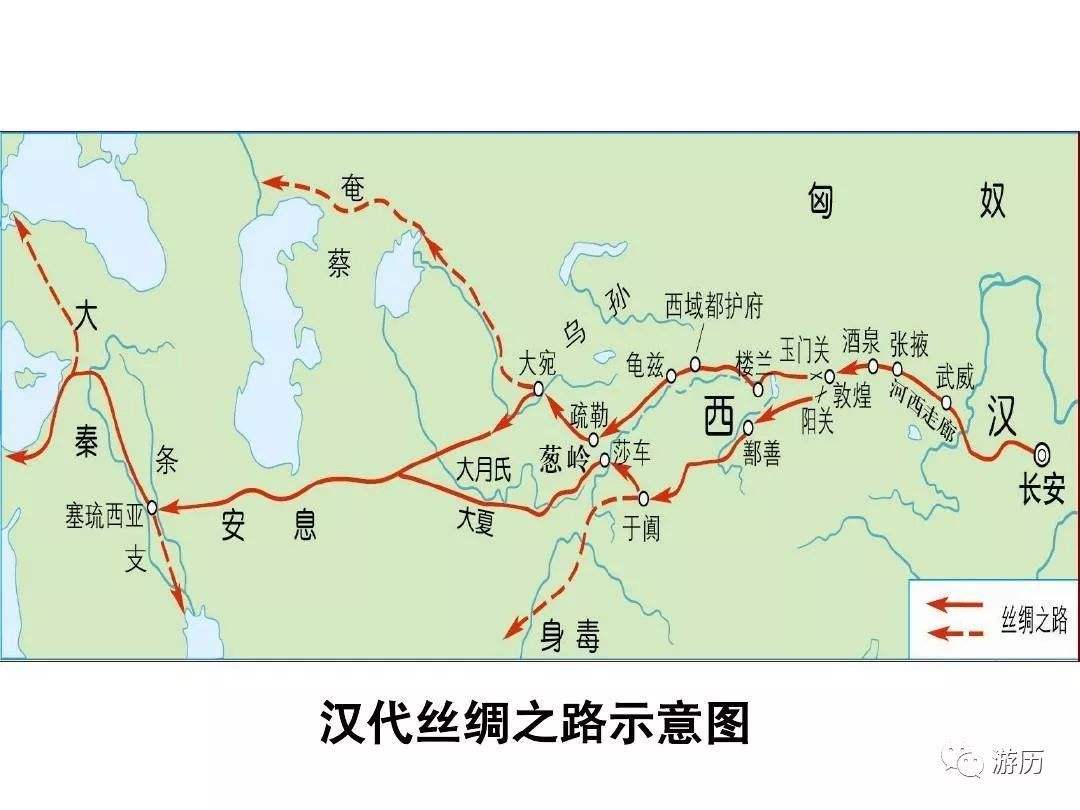 奄
蔡
匈 奴
大
秦
乌 孙
西域都护府
大宛
龟兹
楼兰
玉门关
酒泉
张掖
武威
河西走廊
敦煌
阳关
西
汉
长安
疏勒
葱岭
莎车
鄯善
于阗
大月氏
大夏
条
支
塞琉西亚
安 息
身毒
丝绸之路
汉代丝绸之路示意图
游历